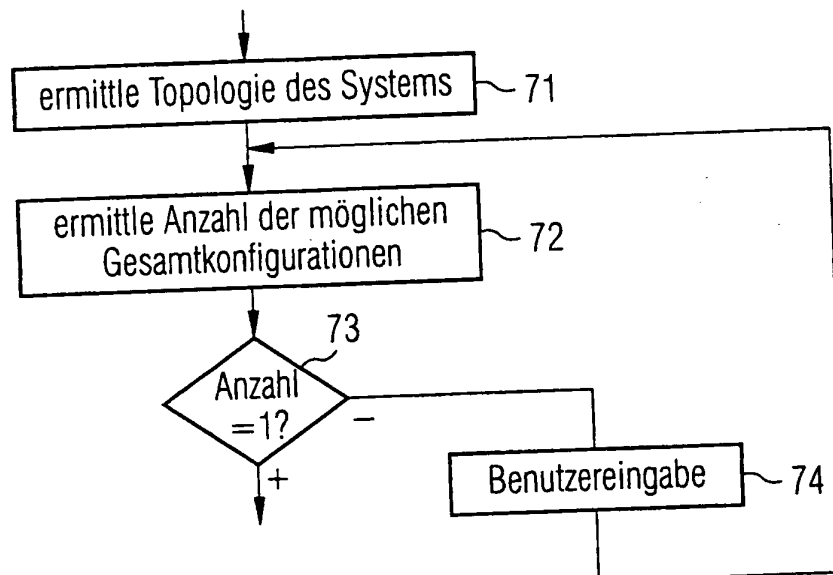 ermittle Topologie des Systems
71
ermittle Anzahl der möglichen
Gesamtkonfigurationen
72
73
Anzahl
=1?
−
+
Benutzereingabe
74